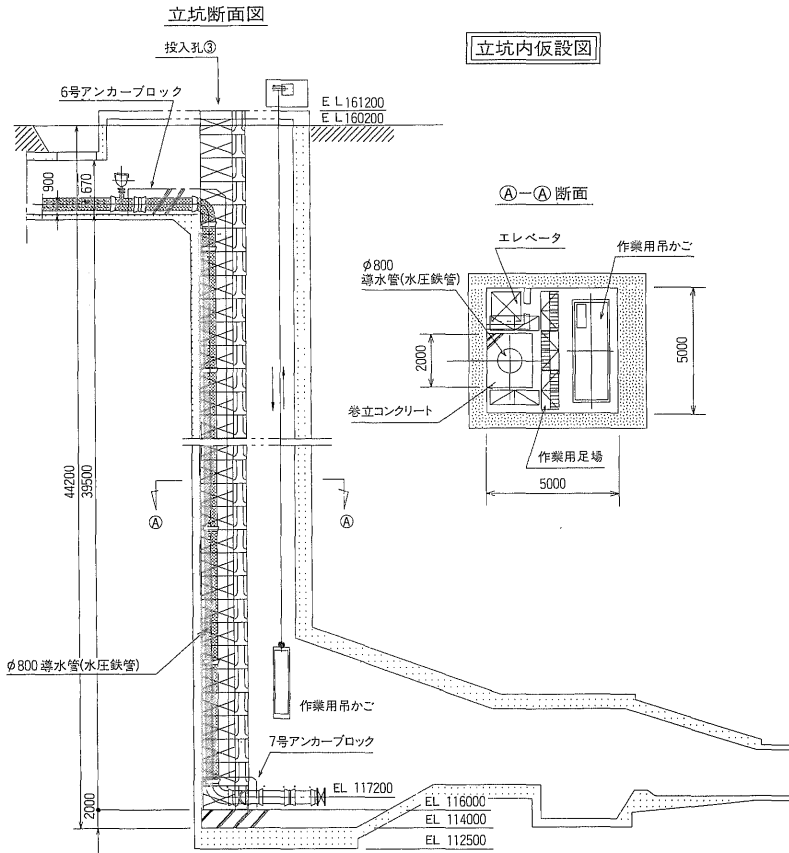 立坑断面図
投入孔③
立坑内仮設図
6号アンカーブロック
EL 161200
EL 160200
900
670
Ⓐ−Ⓐ 断面
エレベータ
作業用吊かご
φ800
導水管(水圧鉄管)
2000
5000
巻立コンクリート
作業用足場
5000
44200
39500
Ⓐ
Ⓐ
φ800 導水管(水圧鉄管)
作業用吊かご
7号アンカーブロック
EL 117200
2000
EL 116000
EL 114000
EL 112500